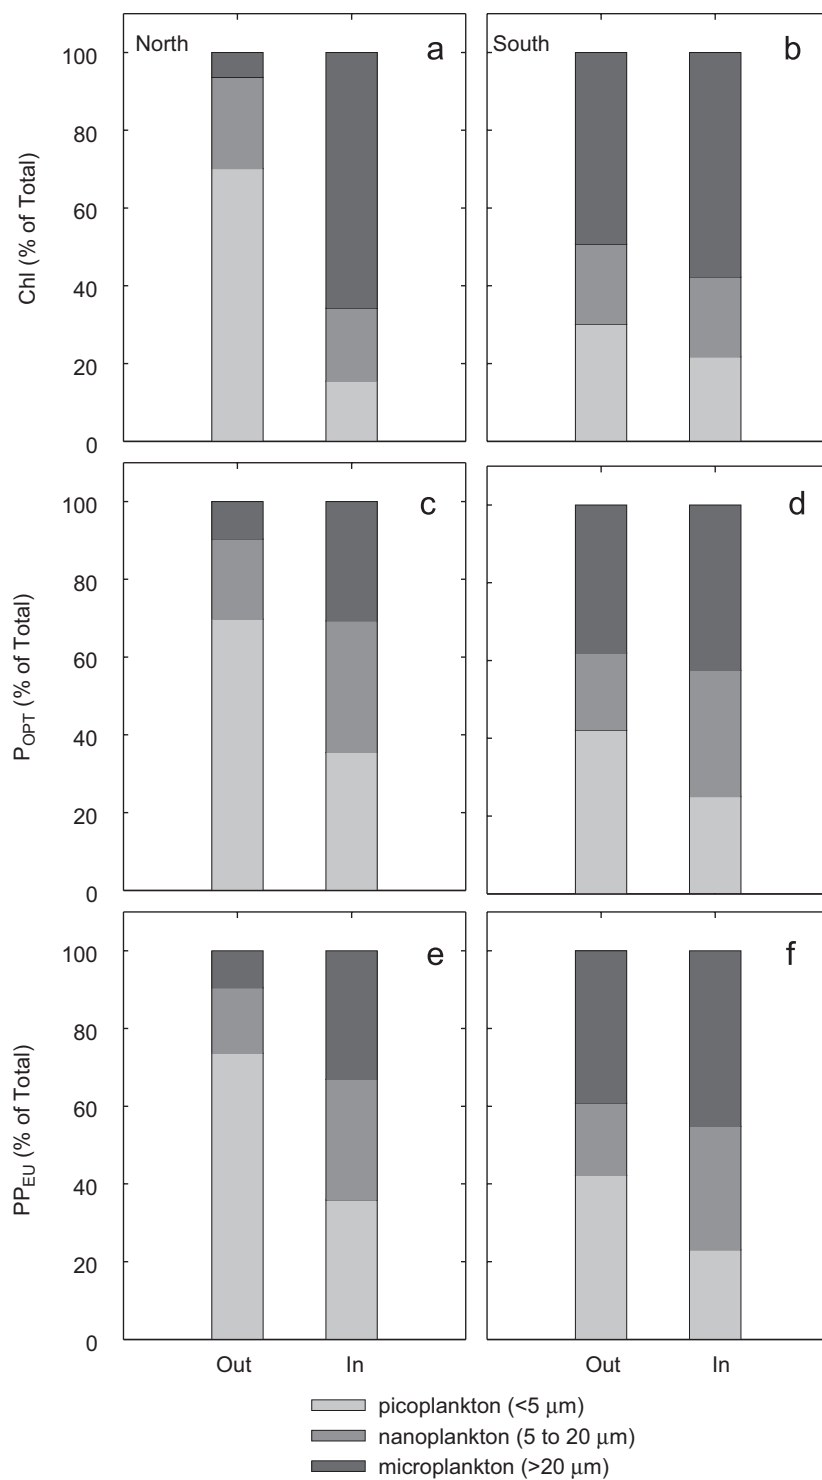 North
a
South
b
100
80
60
40
20
0
Chl (% of Total)
c
d
100
80
60
40
20
0
P_OPT (% of Total)
e
f
100
80
60
40
20
0
PP_EU (% of Total)
Out
In
Out
In
picoplankton (<5 μm)
nanoplankton (5 to 20 μm)
microplankton (>20 μm)